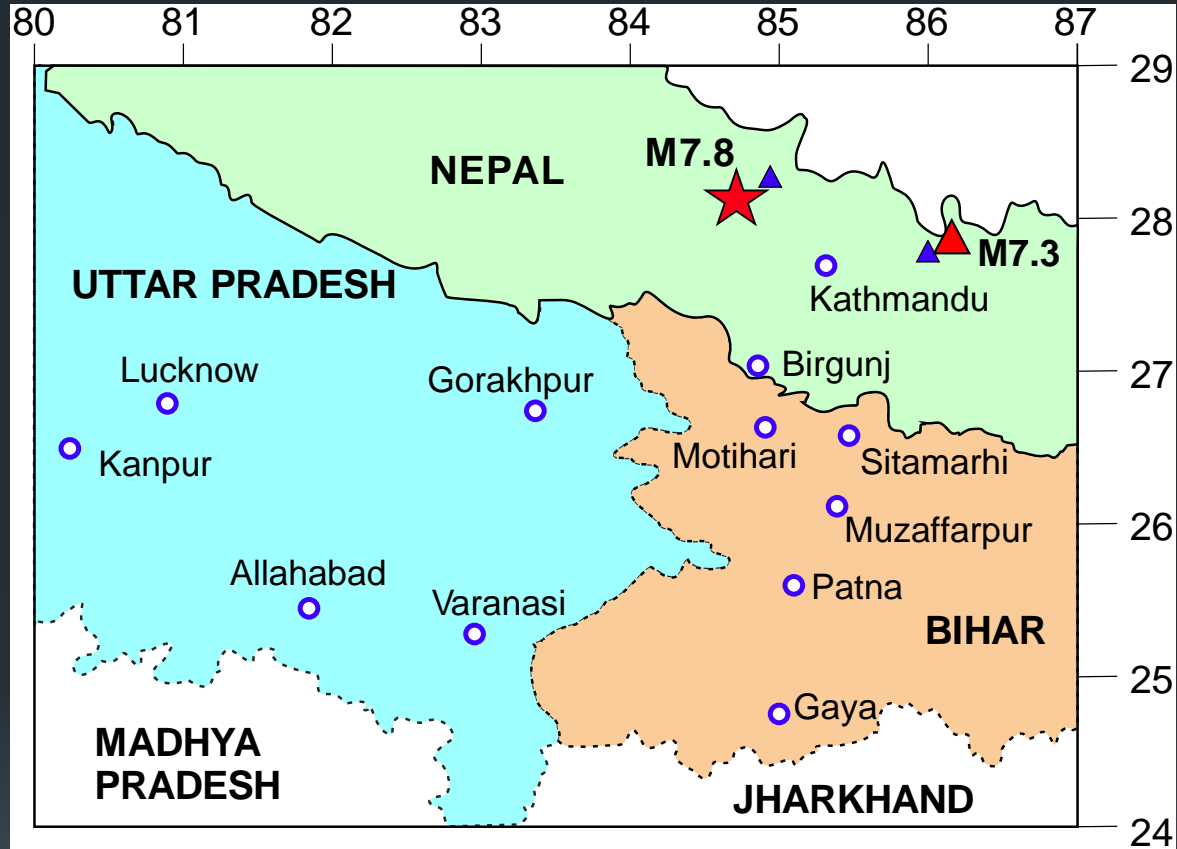 80 81 82 83 84 85 86 87
29
M7.8
NEPAL
28
M7.3
UTTAR PRADESH
Kathmandu
Birgunj
27
Lucknow
Gorakhpur
Motihari
Sitamarhi
Kanpur
26
Muzaffarpur
Allahabad
Patna
Varanasi
BIHAR
25
Gaya
MADHYA
PRADESH
JHARKHAND
24